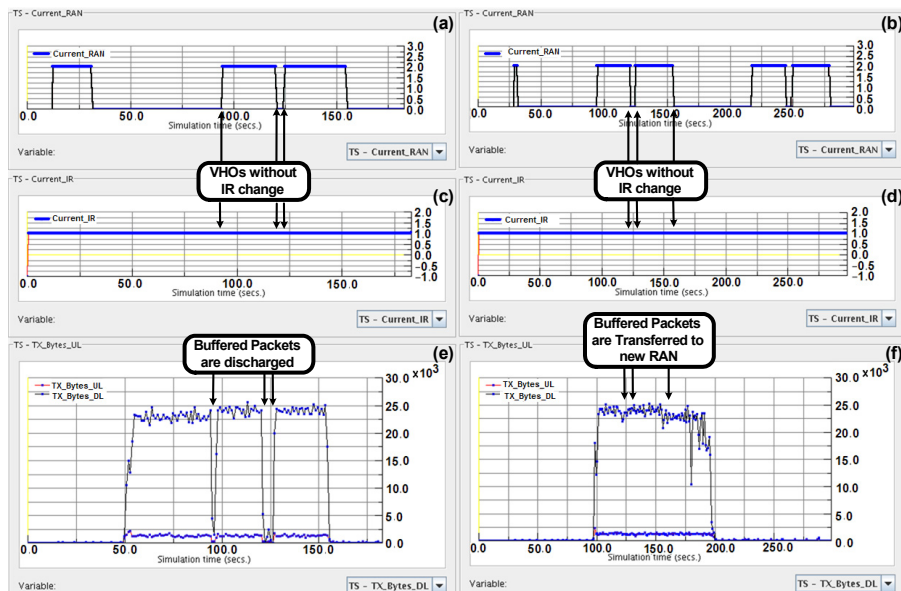 TS - Current_RAN
(a)
Current_RAN
3.0
2.5
2.0
1.5
1.0
0.5
0.0
0.0 50.0 100.0 150.0
Simulation time (secs.)
Variable:
TS - Current_RAN
TS - Current_RAN
(b)
Current_RAN
3.0
2.5
2.0
1.5
1.0
0.5
0.0
0.0 50.0 100.0 150.0 200.0 250.0
Simulation time (secs.)
Variable:
TS - Current_RAN
VHOs without
IR change
VHOs without
IR change
TS - Current_IR
(c)
Current_IR
2.0
1.5
1.0
0.5
0.0
−0.5
−1.0
0.0 50.0 100.0 150.0
Simulation time (secs.)
Variable:
TS - Current_IR
TS - Current_IR
(d)
Current_IR
2.0
1.5
1.0
0.5
0.0
−0.5
−1.0
0.0 50.0 100.0 150.0 200.0 250.0
Simulation time (secs.)
Variable:
TS - Current_IR
TS - TX_Bytes_UL
Buffered Packets
are discharged
(e)
TX_Bytes_UL
TX_Bytes_DL
30.0 x10³
25.0
20.0
15.0
10.0
5.0
0.0
0.0 50.0 100.0 150.0
Simulation time (secs.)
Variable:
TS - TX_Bytes_DL
TS - TX_Bytes_UL
Buffered Packets
are Transferred to
new RAN
(f)
TX_Bytes_UL
TX_Bytes_DL
30.0 x10³
25.0
20.0
15.0
10.0
5.0
0.0
0.0 50.0 100.0 150.0 200.0 250.0
Simulation time (secs.)
Variable:
TS - TX_Bytes_DL